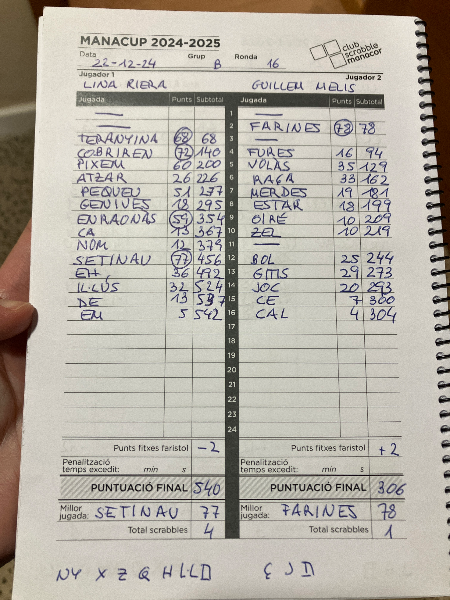 MANACUP 2024-2025
club scrabble manacor
Data 22-12-24 Grup B Ronda 16
Jugador 1 Jugador 2
LINA RIERA GUILLEM MELIS
Jugada Punts Subtotal Jugada Punts Subtotal
— 1
— 2 FARINES 78 78
TERANYINA 68 68 3 —
COBRIREN 72 140 4 FURES 16 94
PIXEM 60 200 5 VOLAS 35 129
ATZAR 26 226 6 RAGA 33 162
PEQUEU 51 277 7 MERDES 19 181
GENIVES 18 295 8 ESTAR 18 199
ENRAONAS 59 354 9 OIRÉ 10 209
CA 13 367 10 ZEL 10 219
NOM 12 379 11 —
SETINAU 77 456 12 BOL 25 244
EH 36 492 13 GMS 29 273
IL·LÚS 32 524 14 JOC 20 293
DE 13 537 15 CE 7 300
EM 5 542 16 CAL 4 304
17
18
19
20
21
22
23
24
Punts fitxes faristol -2 Punts fitxes faristol +2
Penalització temps excedit: min s Penalització temps excedit: min s
PUNTUACIÓ FINAL 540 PUNTUACIÓ FINAL 306
Millor jugada: SETINAU 77 Millor jugada: FARINES 78
Total scrabbles 4 Total scrabbles 1
NY X Z Q H LL D Ç J D